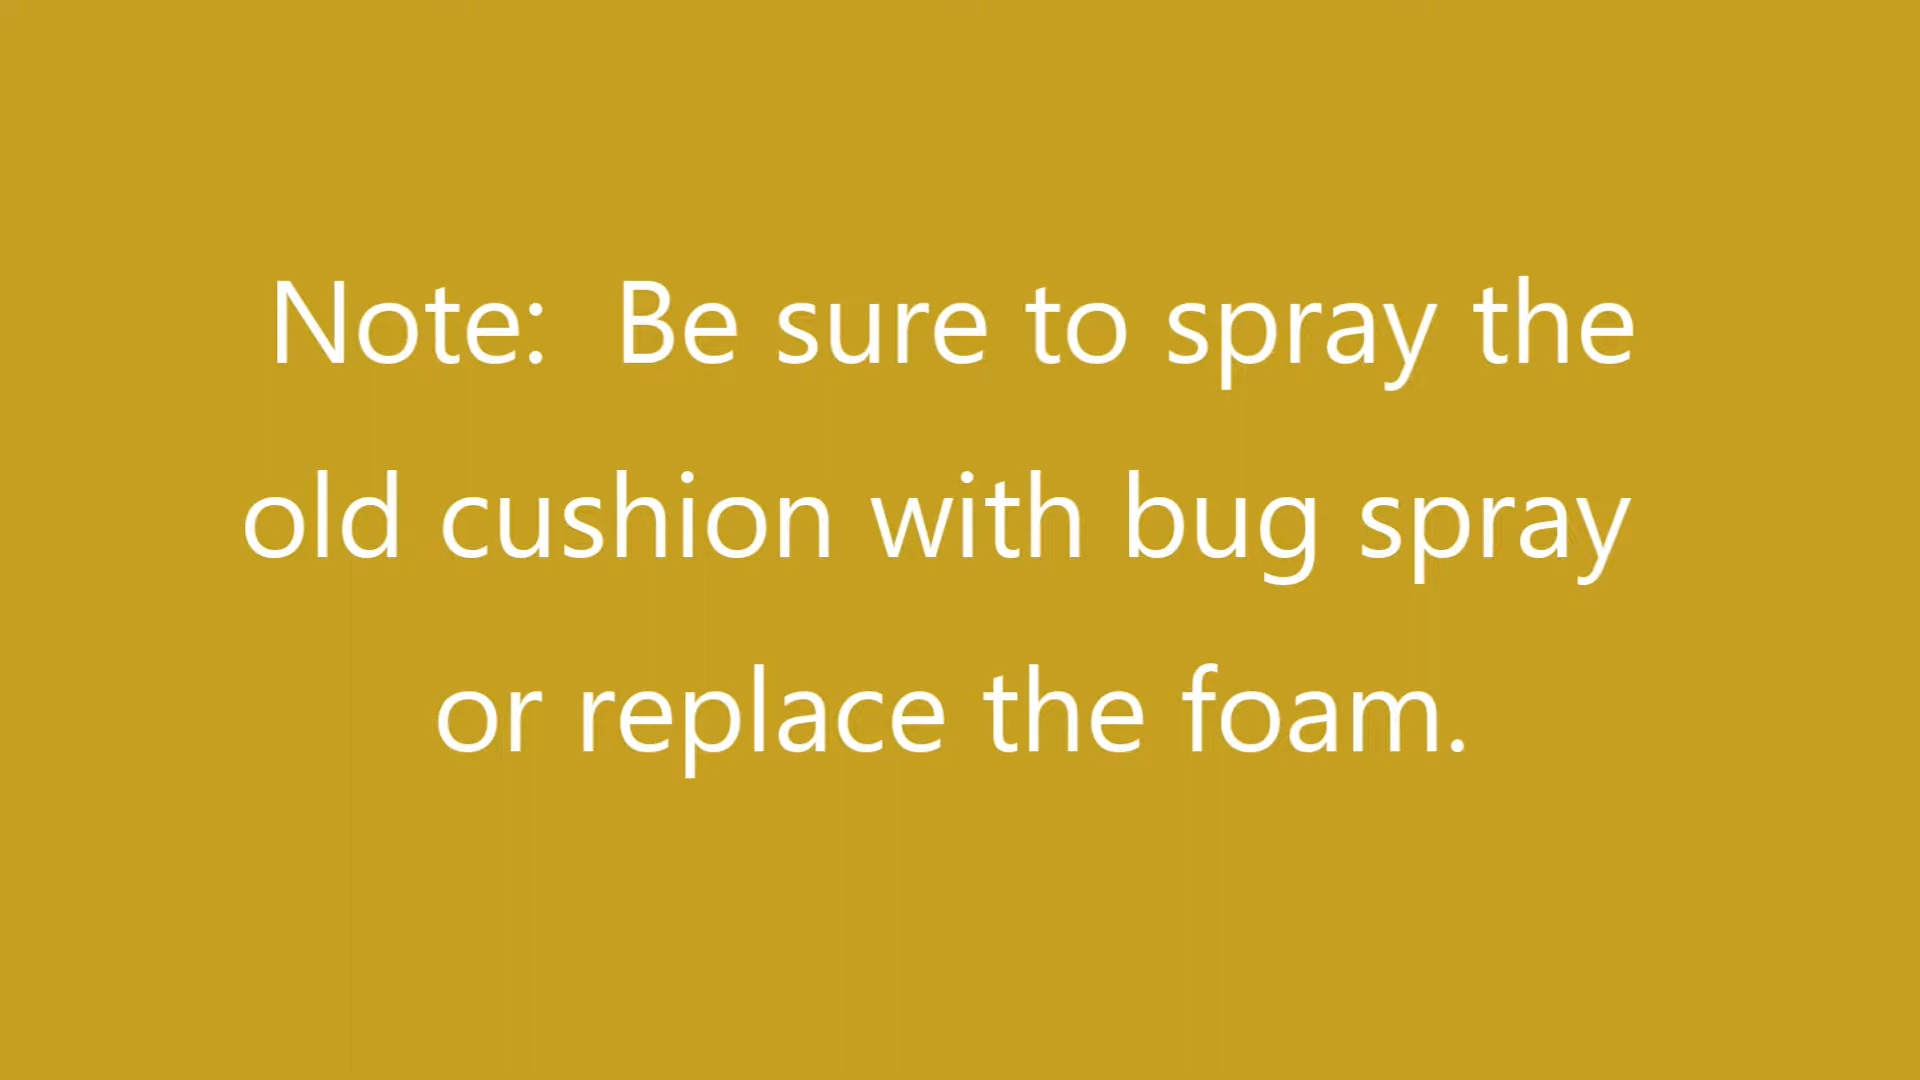 Note:  Be sure to spray the
old cushion with bug spray
or replace the foam.